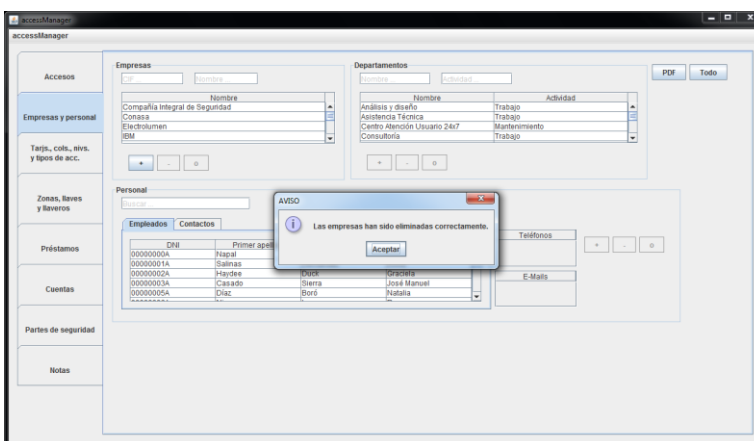 accessManager
accessManager
Accesos
Empresas y personal
Tarjs., cols., nivs.
y tipos de acc.
Zonas, llaves
y llaveros
Préstamos
Cuentas
Partes de seguridad
Notas
Empresas
CIF ...
Nombre ...
Nombre
Compañía Integral de Seguridad
Conasa
Electrolumen
IBM
+ - o
Departamentos
Nombre ...
Actividad ...
Nombre Actividad
Análisis y diseño Trabajo
Asistencia Técnica Trabajo
Centro Atención Usuario 24x7 Mantenimiento
Consultoría Trabajo
+ - o
PDF Todo
Personal
Buscar ...
Empleados Contactos
DNI Primer apelli
00000000A Napal
00000001A Salinas
00000002A Haydee Duck Graciela
00000003A Casado Sierra José Manuel
00000005A Díaz Boró Natalia
Teléfonos
E-Mails
+ - o
AVISO
Las empresas han sido eliminadas correctamente.
Aceptar